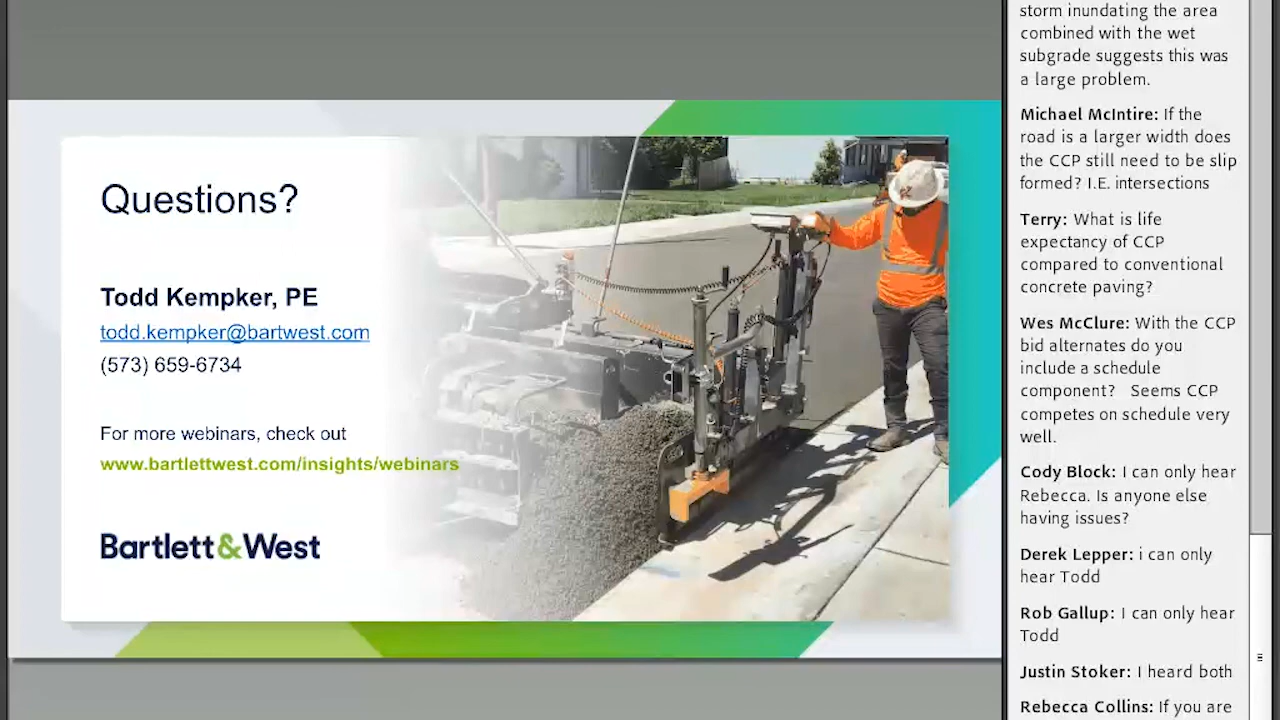 Questions?
Todd Kempker, PE
todd.kempker@bartwest.com
(573) 659-6734
For more webinars, check out
www.bartlettwest.com/insights/webinars
Bartlett&West
storm inundating the area
combined with the wet
subgrade suggests this was
a large problem.
Michael McIntire: If the
road is a larger width does
the CCP still need to be slip
formed? I.E. intersections
Terry: What is life
expectancy of CCP
compared to conventional
concrete paving?
Wes McClure: With the CCP
bid alternates do you
include a schedule
component? Seems CCP
competes on schedule very
well.
Cody Block: I can only hear
Rebecca. Is anyone else
having issues?
Derek Lepper: i can only
hear Todd
Rob Gallup: I can only hear
Todd
Justin Stoker: I heard both
Rebecca Collins: If you are